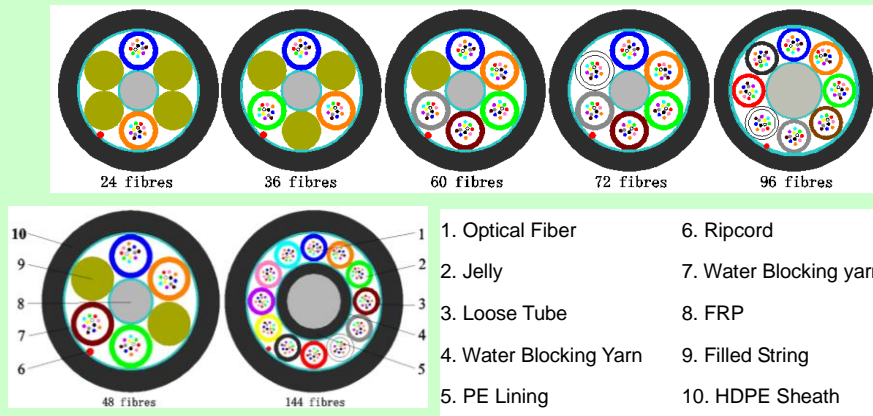 24 fibres 36 fibres 60 fibres 72 fibres 96 fibres
10
9
8
7
6
48 fibres
1
2
3
4
5
144 fibres
1. Optical Fiber 6. Ripcord
2. Jelly 7. Water Blocking yarn
3. Loose Tube 8. FRP
4. Water Blocking Yarn 9. Filled String
5. PE Lining 10. HDPE Sheath